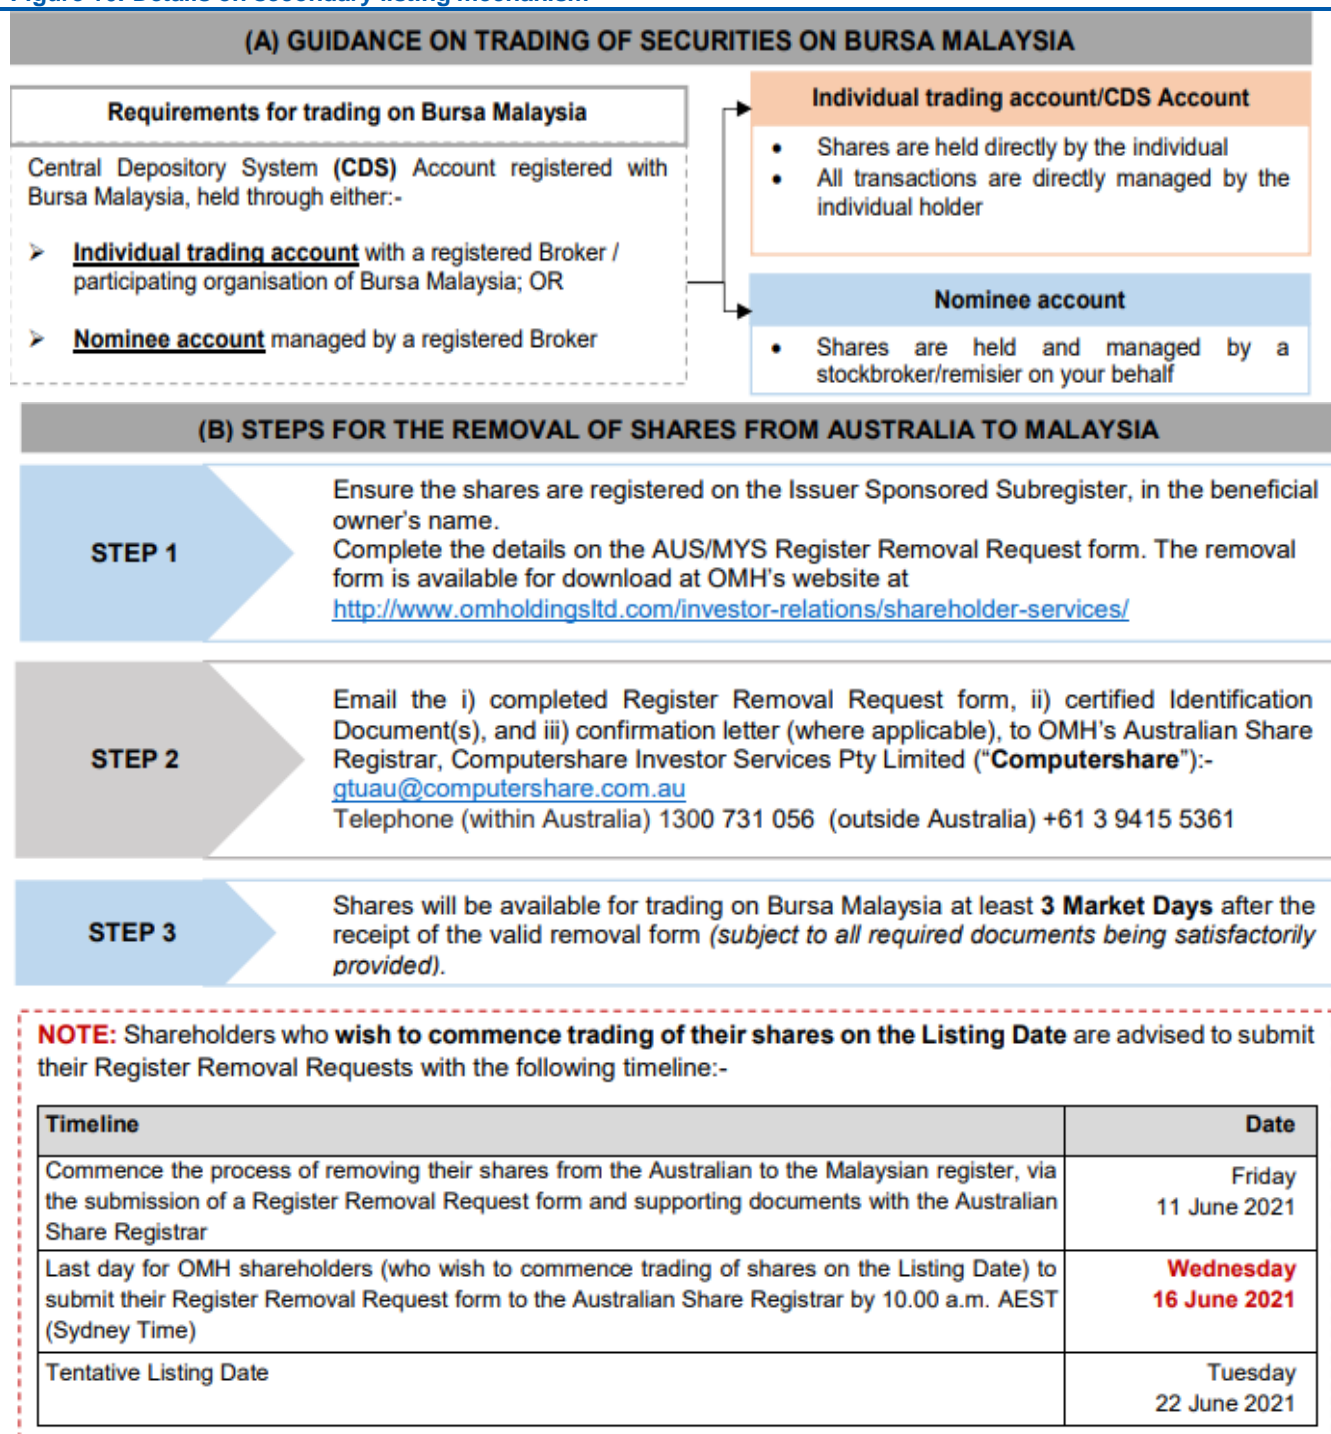 Figure 10: Details on secondary listing mechanism
(A) GUIDANCE ON TRADING OF SECURITIES ON BURSA MALAYSIA
Requirements for trading on Bursa Malaysia
Central Depository System (CDS) Account registered with
Bursa Malaysia, held through either:-
➢ Individual trading account with a registered Broker /
participating organisation of Bursa Malaysia; OR
➢ Nominee account managed by a registered Broker
Individual trading account/CDS Account
• Shares are held directly by the individual
• All transactions are directly managed by the
individual holder
Nominee account
• Shares are held and managed by a
stockbroker/remisier on your behalf
(B) STEPS FOR THE REMOVAL OF SHARES FROM AUSTRALIA TO MALAYSIA
STEP 1
Ensure the shares are registered on the Issuer Sponsored Subregister, in the beneficial
owner's name.
Complete the details on the AUS/MYS Register Removal Request form. The removal
form is available for download at OMH's website at
http://www.omholdingsltd.com/investor-relations/shareholder-services/
STEP 2
Email the i) completed Register Removal Request form, ii) certified Identification
Document(s), and iii) confirmation letter (where applicable), to OMH's Australian Share
Registrar, Computershare Investor Services Pty Limited ("Computershare"):-
gtuau@computershare.com.au
Telephone (within Australia) 1300 731 056 (outside Australia) +61 3 9415 5361
STEP 3
Shares will be available for trading on Bursa Malaysia at least 3 Market Days after the
receipt of the valid removal form (subject to all required documents being satisfactorily
provided).
NOTE: Shareholders who wish to commence trading of their shares on the Listing Date are advised to submit
their Register Removal Requests with the following timeline:-
Timeline
Date
Commence the process of removing their shares from the Australian to the Malaysian register, via
the submission of a Register Removal Request form and supporting documents with the Australian
Share Registrar
Friday
11 June 2021
Last day for OMH shareholders (who wish to commence trading of shares on the Listing Date) to
submit their Register Removal Request form to the Australian Share Registrar by 10.00 a.m. AEST
(Sydney Time)
Wednesday
16 June 2021
Tentative Listing Date
Tuesday
22 June 2021